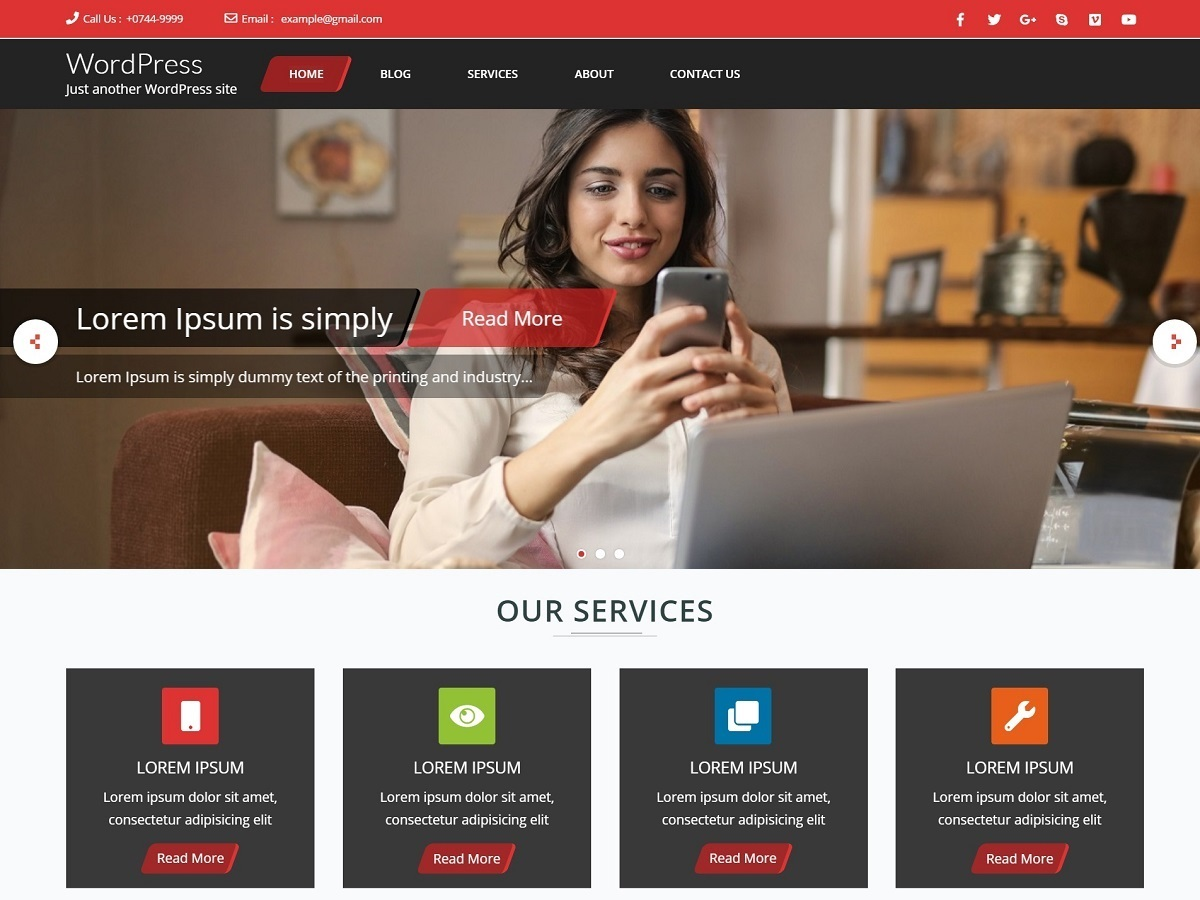 Call Us : +0744-9999
Email : example@gmail.com
WordPress
Just another WordPress site
HOME
BLOG
SERVICES
ABOUT
CONTACT US
Lorem Ipsum is simply
Read More
Lorem Ipsum is simply dummy text of the printing and industry...
OUR SERVICES
LOREM IPSUM
Lorem ipsum dolor sit amet,
consectetur adipisicing elit
Read More
LOREM IPSUM
Lorem ipsum dolor sit amet,
consectetur adipisicing elit
Read More
LOREM IPSUM
Lorem ipsum dolor sit amet,
consectetur adipisicing elit
Read More
LOREM IPSUM
Lorem ipsum dolor sit amet,
consectetur adipisicing elit
Read More